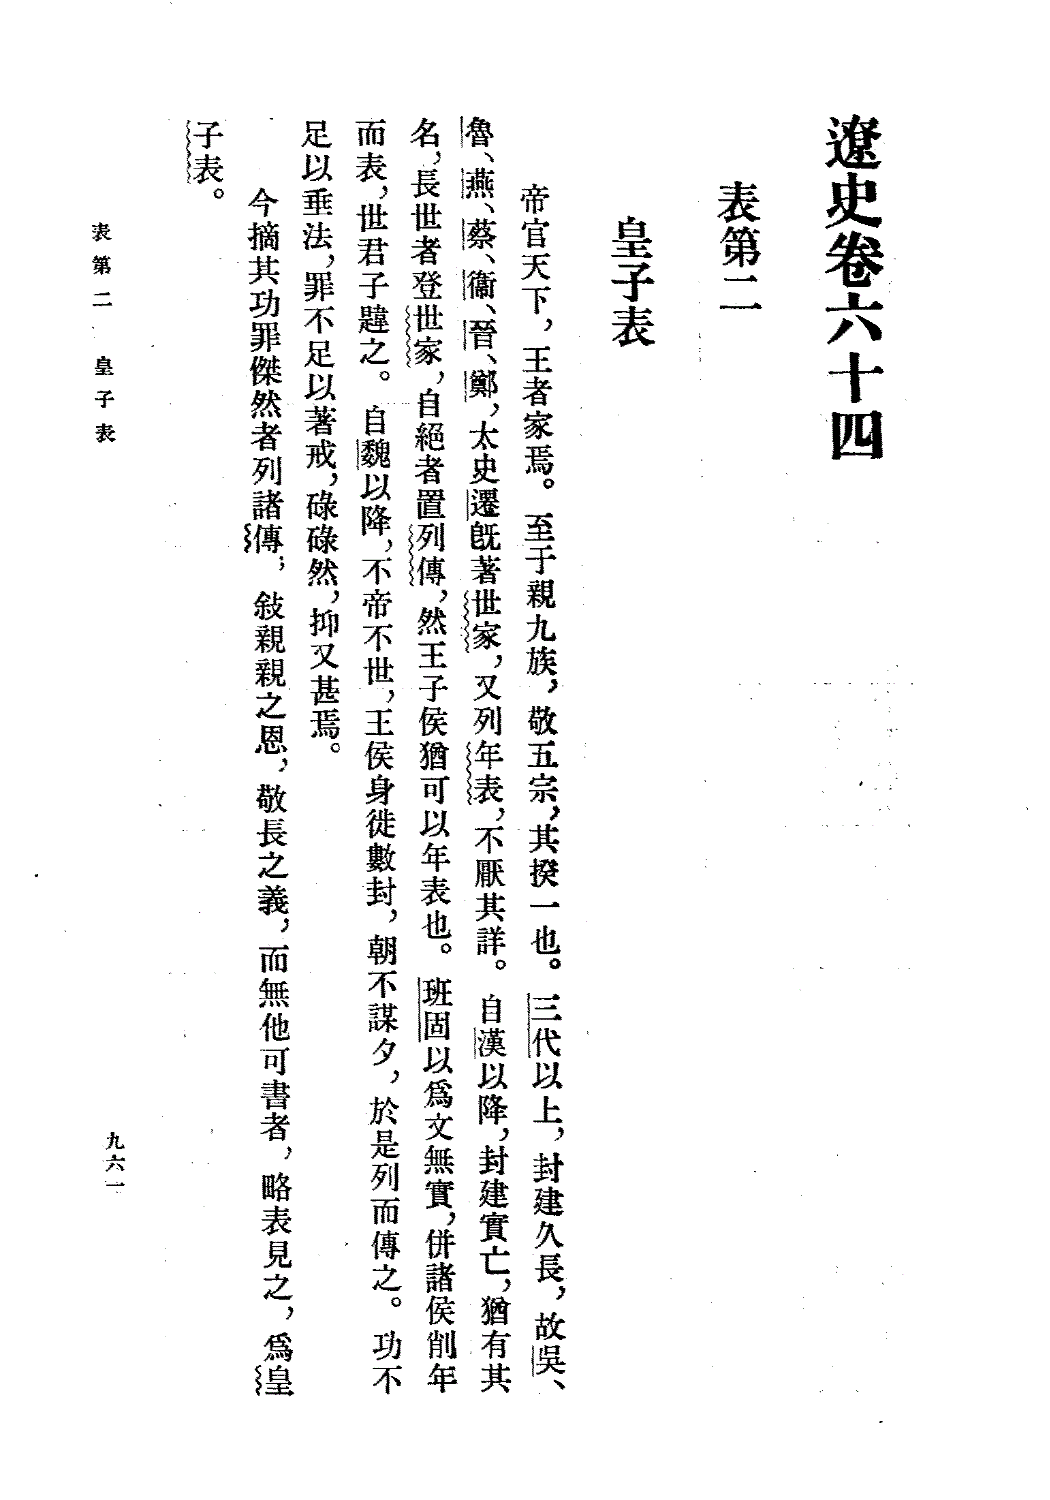 遼史卷六十四
表第二
皇子表
帝官天下，王者家焉。至于親九族，敬五宗，其揆一也。三代以上，封建久長，故吳、
魯、燕、蔡、衞、晉、鄭，太史遷旣著世家，又列年表，不厭其詳。自漢以降，封建實亡，猶有其
名，長世者登世家，自絕者置列傳，然王子侯猶可以年表也。班固以爲文無實，併諸侯削年
而表，世君子韙之。自魏以降，不帝不世，王侯身徙數封，朝不謀夕，於是列而傳之。功不
足以垂法，罪不足以著戒，碌碌然，抑又甚焉。
今摘其功罪傑然者列諸傳，敍親親之恩，敬長之義，而無他可書者，略表見之，爲皇
子表。
表第二　皇子表
九六一